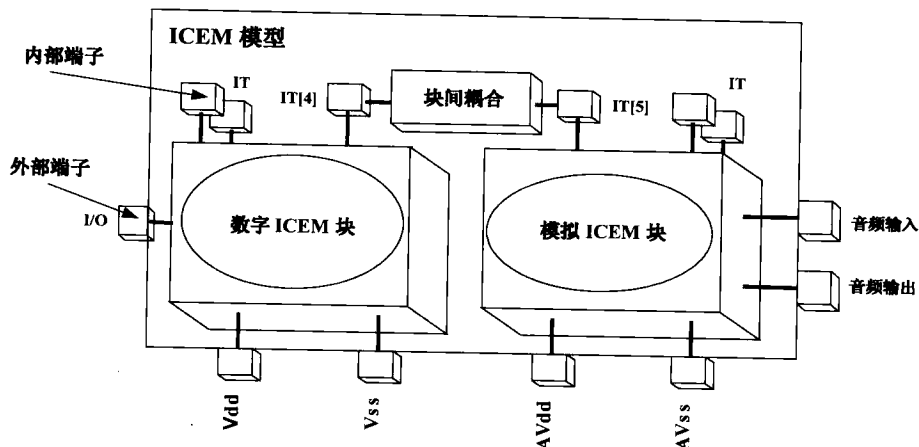 ICEM 模型
内部端子
IT
IT[4]
块间耦合
IT[5]
IT
外部端子
I/O
数字 ICEM 块
模拟 ICEM 块
音频输入
音频输出
Vdd
Vss
AVdd
AVss